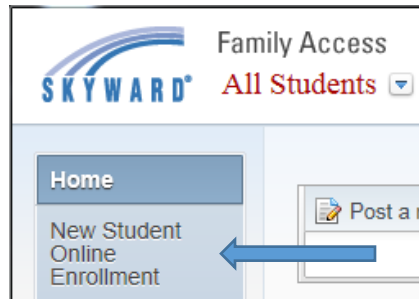 Family Access
SKYWARD®
All Students
Home
New Student
Online
Enrollment
Post a